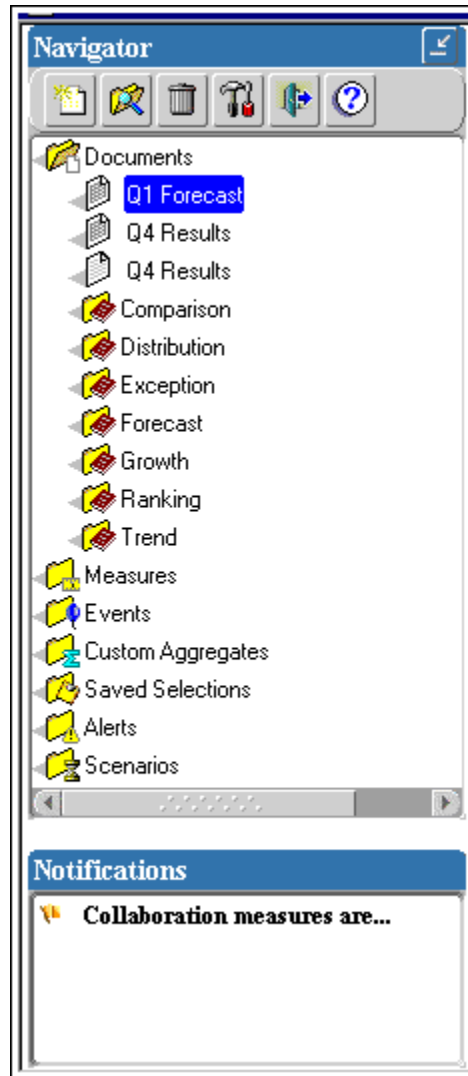 Navigator
Documents
Q1 Forecast
Q4 Results
Q4 Results
Comparison
Distribution
Exception
Forecast
Growth
Ranking
Trend
Measures
Events
Custom Aggregates
Saved Selections
Alerts
Scenarios
Notifications
Collaboration measures are...